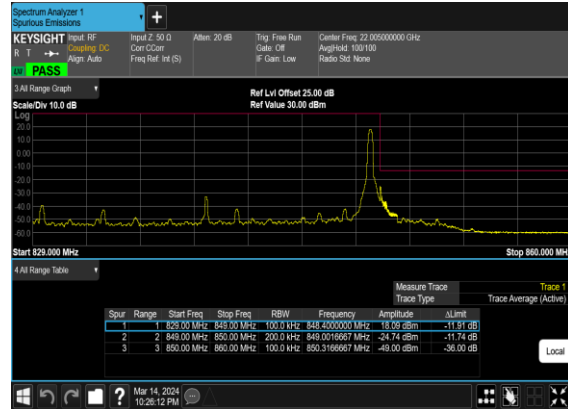 Spectrum Analyzer 1
Spurious Emissions
KEYSIGHT Input: RF Input Z: 50 Ω Atten: 20 dB Trig: Free Run Center Freq: 22.005000000 GHz
R T Coupling: DC Corr CCorr Gate: Off Avg|Hold: 100/100
Align: Auto Freq Ref: Int (S) IF Gain: Low Radio Std: None
PASS
3 All Range Graph
Ref Lvl Offset 25.00 dB
Scale/Div 10.0 dB Ref Value 30.00 dBm
Log
20.0
10.0
0.00
-10.0
-20.0
-30.0
-40.0
-50.0
-60.0
Start 829.000 MHz Stop 860.000 MH
4 All Range Table
Measure Trace Trace 1
Trace Type Trace Average (Active)
Spur Range Start Freq Stop Freq RBW Frequency Amplitude ΔLimit
1 1 829.00 MHz 849.00 MHz 100.0 kHz 848.4000000 MHz 18.09 dBm -11.91 dB
2 2 849.00 MHz 850.00 MHz 200.0 kHz 849.0016667 MHz -24.74 dBm -11.74 dB
3 3 850.00 MHz 860.00 MHz 100.0 kHz 850.3166667 MHz -49.00 dBm -36.00 dB
Local
Mar 14, 2024
10:26:12 PM